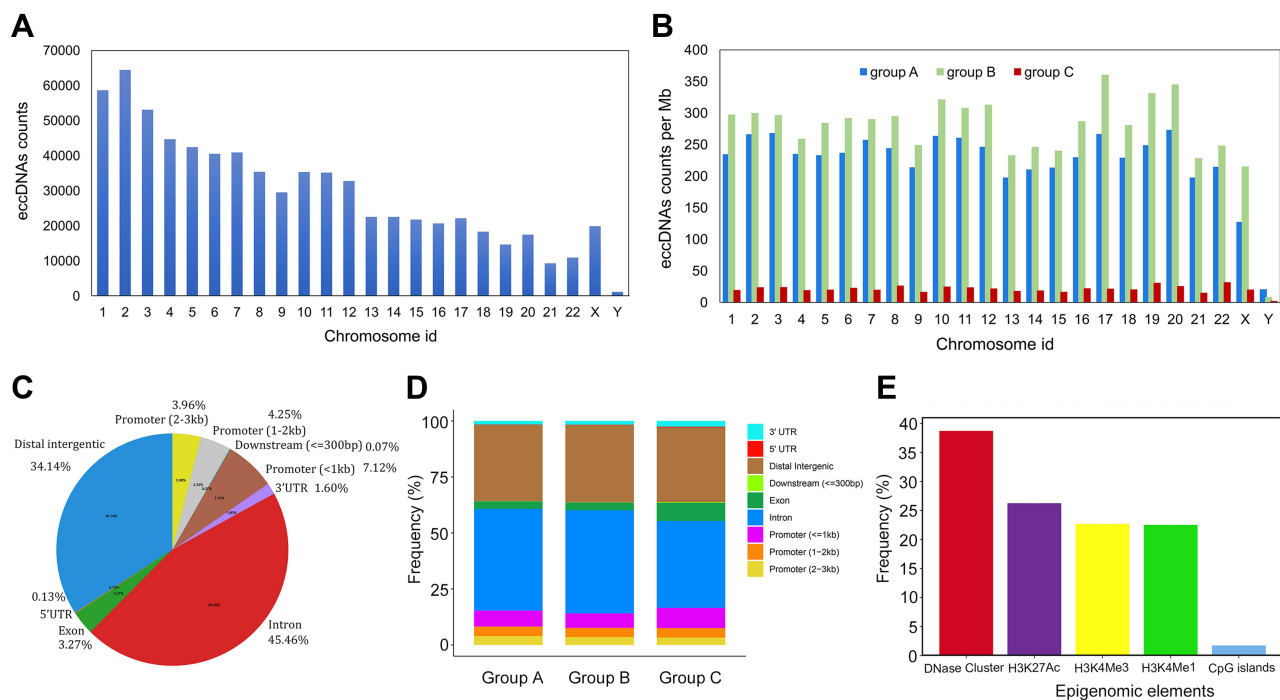 A
70000
60000
50000
40000
30000
20000
10000
0
eccDNAs counts
1 2 3 4 5 6 7 8 9 10 11 12 13 14 15 16 17 18 19 20 21 22 X Y
Chromosome id
B
400
350
300
250
200
150
100
50
0
eccDNAs counts per Mb
group A group B group C
1 2 3 4 5 6 7 8 9 10 11 12 13 14 15 16 17 18 19 20 21 22 X Y
Chromosome id
C
3.96%
Promoter (2-3kb)
4.25%
Promoter (1-2kb)
Downstream (<=300bp) 0.07%
Promoter (<1kb) 7.12%
3'UTR 1.60%
Distal intergentic
34.14%
0.13%
5'UTR
Exon
3.27%
Intron
45.46%
D
100
75
50
25
0
Frequency (%)
Group A Group B Group C
3' UTR
5' UTR
Distal Intergenic
Downstream (<=300bp)
Exon
Intron
Promoter (<=1kb)
Promoter (1-2kb)
Promoter (2-3kb)
E
40
35
30
25
20
15
10
5
0
Frequency (%)
DNase Cluster H3K27Ac H3K4Me3 H3K4Me1 CpG islands
Epigenomic elements